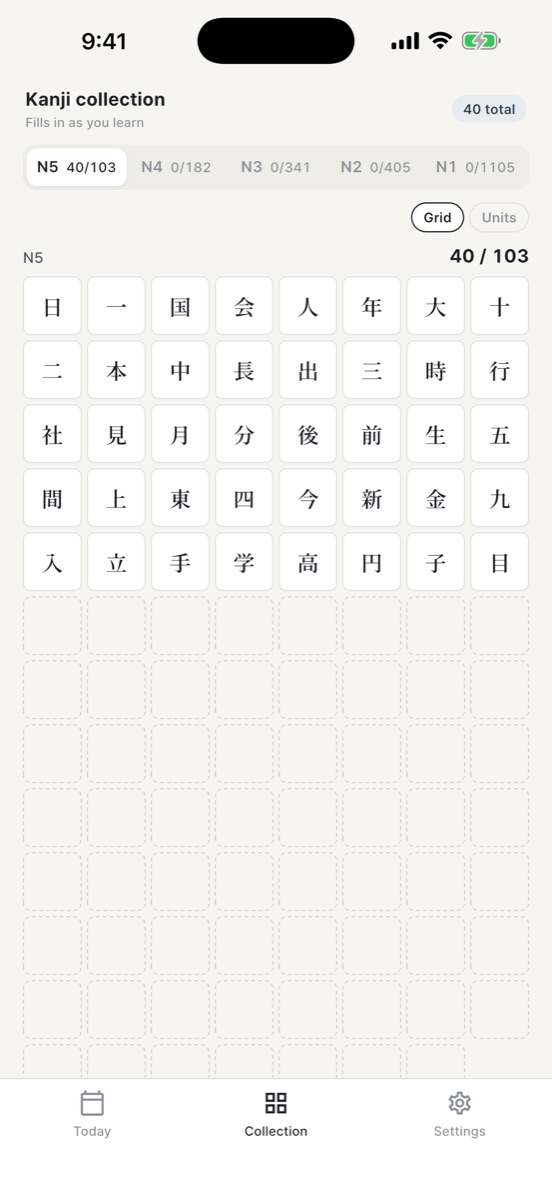 9:41
Kanji collection
Fills in as you learn
40 total
N5 40/103 N4 0/182 N3 0/341 N2 0/405 N1 0/1105
Grid Units
N5 40 / 103
日 一 国 会 人 年 大 十
二 本 中 長 出 三 時 行
社 見 月 分 後 前 生 五
間 上 東 四 今 新 金 九
入 立 手 学 高 円 子 目
Today Collection Settings